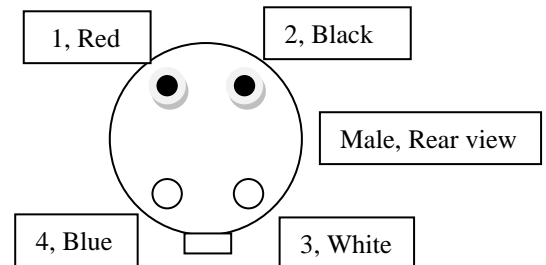 1, Red
2, Black
Male, Rear view
4, Blue
3, White